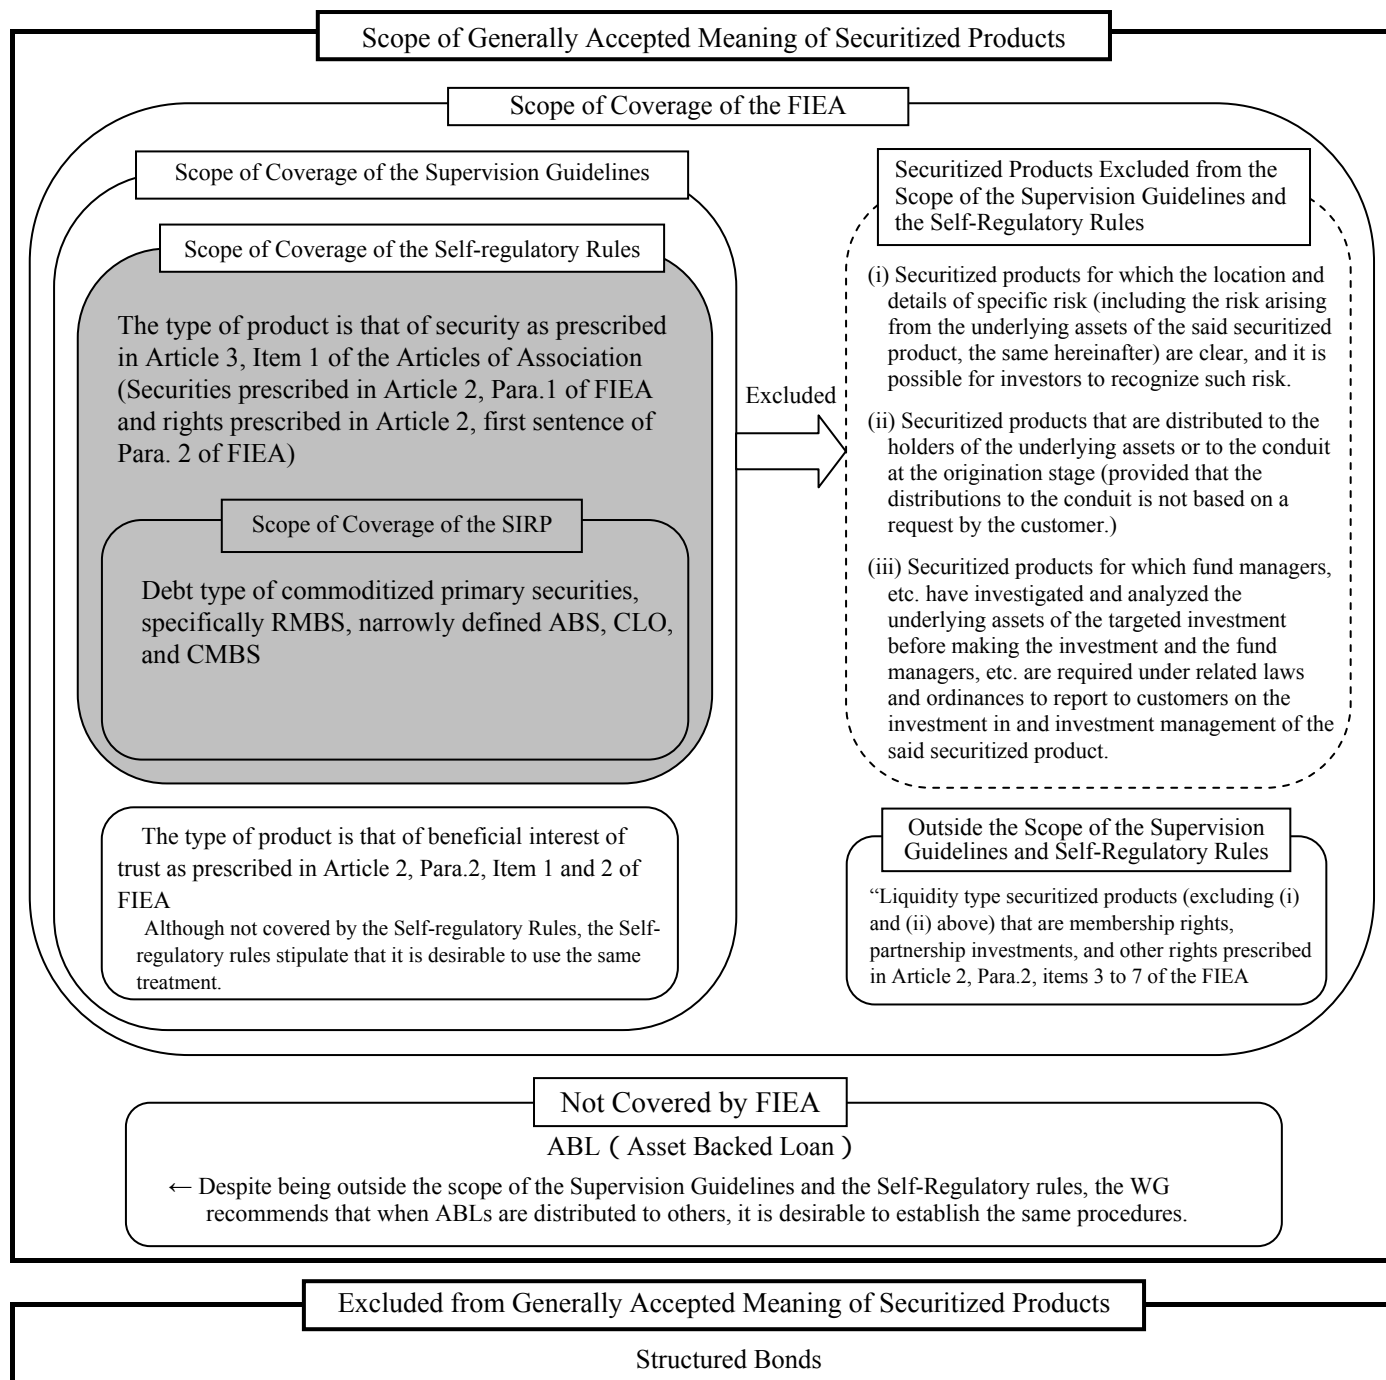 Scope of Generally Accepted Meaning of Securitized Products
Scope of Coverage of the FIEA
Scope of Coverage of the Supervision Guidelines
Scope of Coverage of the Self-regulatory Rules
The type of product is that of security as prescribed
in Article 3, Item 1 of the Articles of Association
(Securities prescribed in Article 2, Para.1 of FIEA
and rights prescribed in Article 2, first sentence of
Para. 2 of FIEA)
Scope of Coverage of the SIRP
Debt type of commoditized primary securities,
specifically RMBS, narrowly defined ABS, CLO,
and CMBS
The type of product is that of beneficial interest of
trust as prescribed in Article 2, Para.2, Item 1 and 2 of
FIEA
Although not covered by the Self-regulatory Rules, the Self-
regulatory rules stipulate that it is desirable to use the same
treatment.
Excluded
Securitized Products Excluded from the
Scope of the Supervision Guidelines and
the Self-Regulatory Rules
(i) Securitized products for which the location and
details of specific risk (including the risk arising
from the underlying assets of the said securitized
product, the same hereinafter) are clear, and it is
possible for investors to recognize such risk.
(ii) Securitized products that are distributed to the
holders of the underlying assets or to the conduit
at the origination stage (provided that the
distributions to the conduit is not based on a
request by the customer.)
(iii) Securitized products for which fund managers,
etc. have investigated and analyzed the
underlying assets of the targeted investment
before making the investment and the fund
managers, etc. are required under related laws
and ordinances to report to customers on the
investment in and investment management of the
said securitized product.
Outside the Scope of the Supervision
Guidelines and Self-Regulatory Rules
“Liquidity type securitized products (excluding (i)
and (ii) above) that are membership rights,
partnership investments, and other rights prescribed
in Article 2, Para.2, items 3 to 7 of the FIEA
Not Covered by FIEA
ABL ( Asset Backed Loan )
← Despite being outside the scope of the Supervision Guidelines and the Self-Regulatory rules, the WG
recommends that when ABLs are distributed to others, it is desirable to establish the same procedures.
Excluded from Generally Accepted Meaning of Securitized Products
Structured Bonds